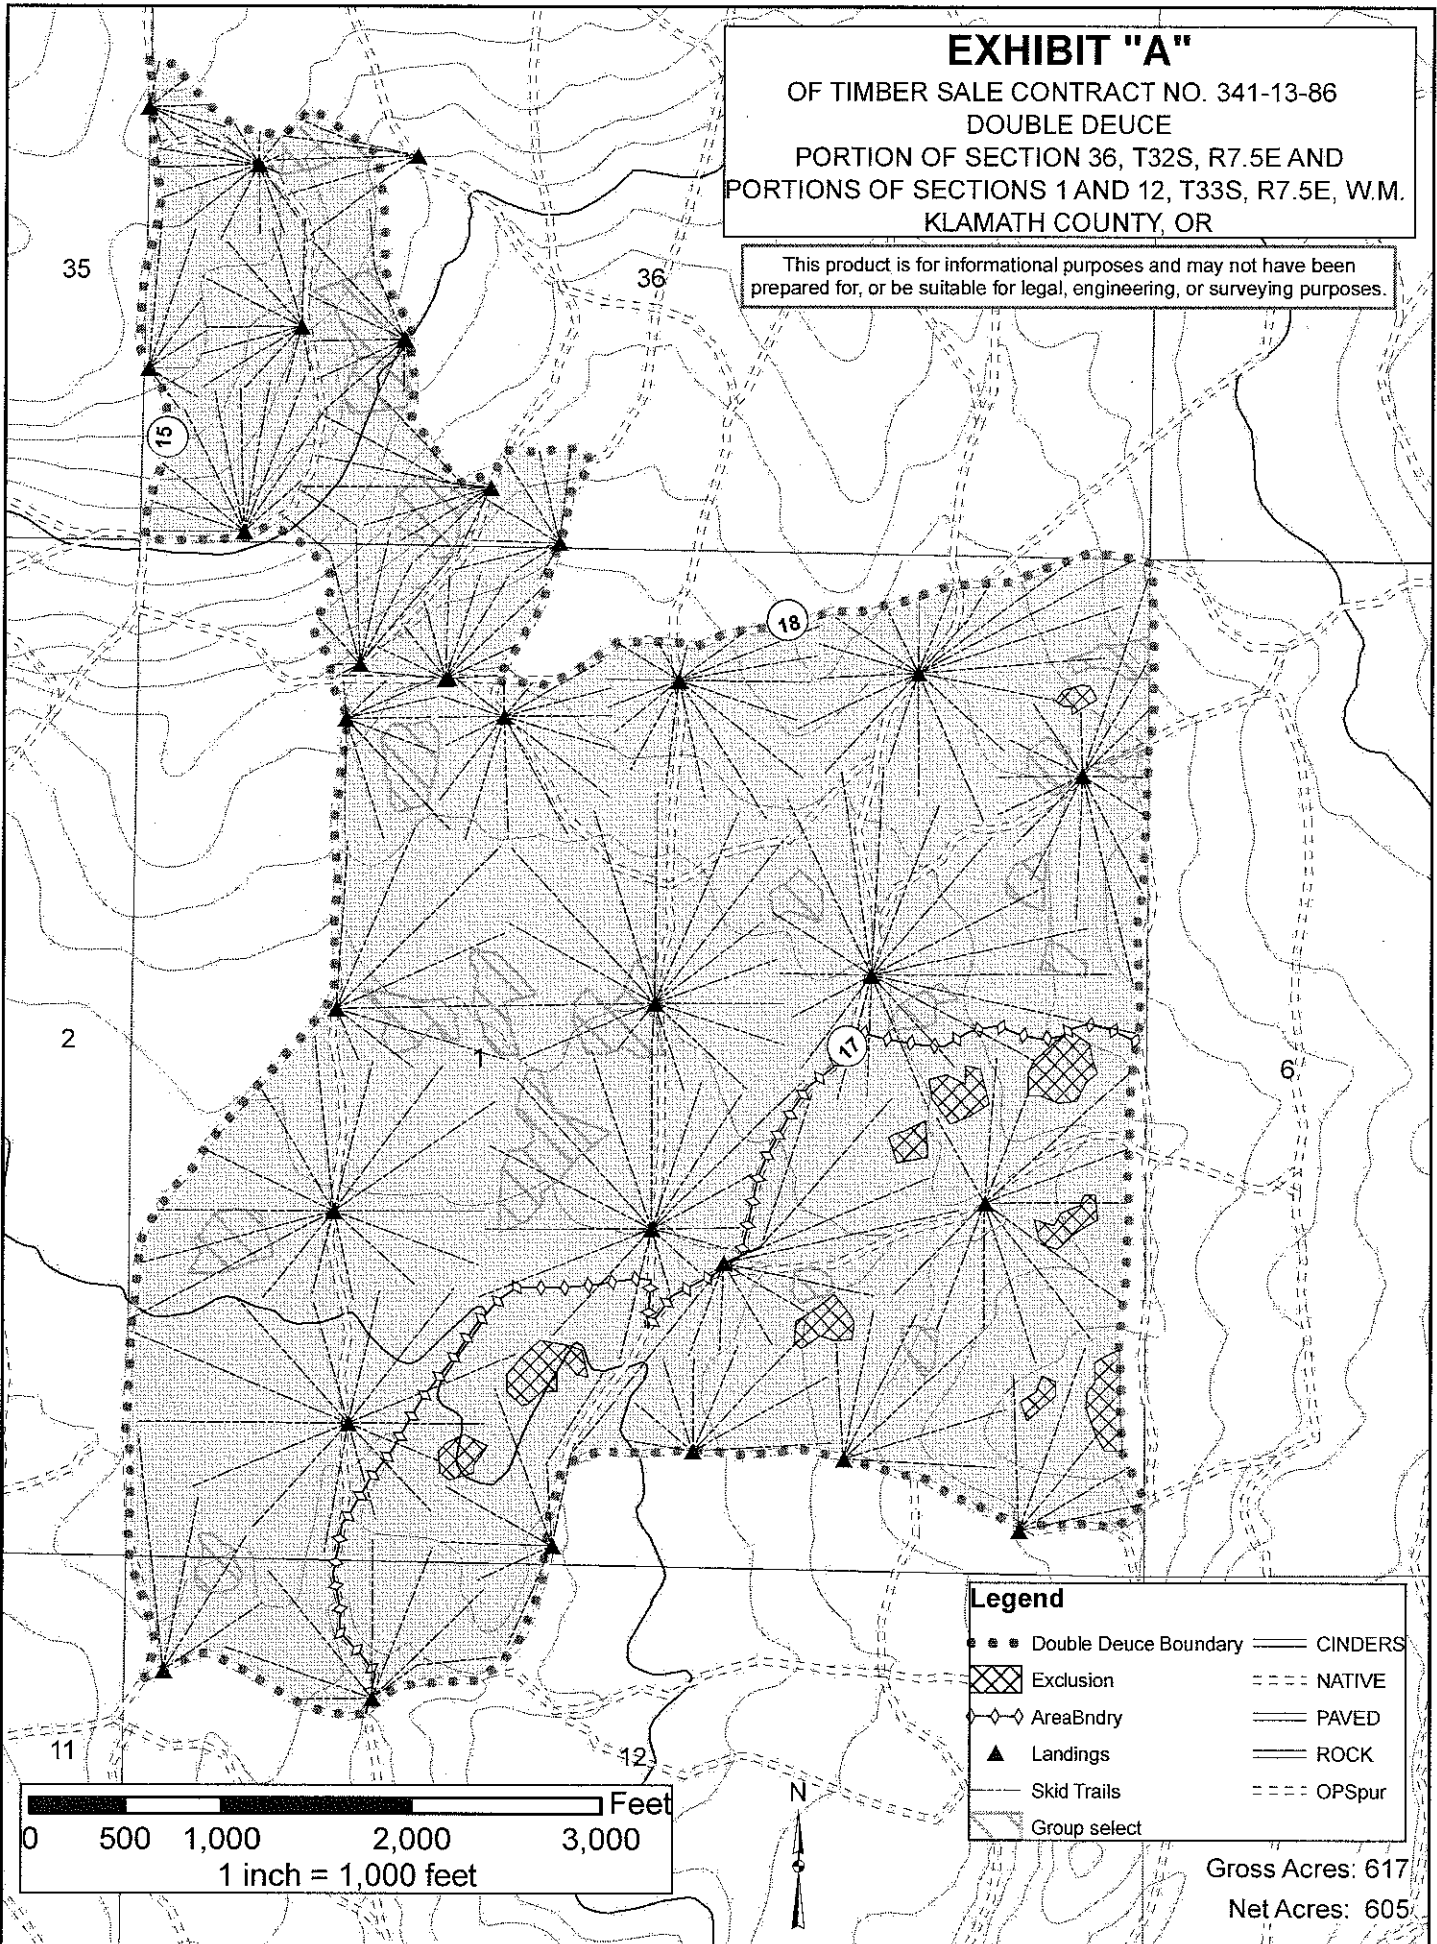 EXHIBIT "A"
OF TIMBER SALE CONTRACT NO. 341-13-86
DOUBLE DEUCE
PORTION OF SECTION 36, T32S, R7.5E AND
PORTIONS OF SECTIONS 1 AND 12, T33S, R7.5E, W.M.
KLAMATH COUNTY, OR
This product is for informational purposes and may not have been
prepared for, or be suitable for legal, engineering, or surveying purposes.
35
36
15
18
2
1
17
6
11
12
Legend
Double Deuce Boundary
Exclusion
AreaBndry
Landings
Skid Trails
Group select
CINDERS
NATIVE
PAVED
ROCK
OPSpur
Feet
0 500 1,000 2,000 3,000
1 inch = 1,000 feet
N
Gross Acres: 617
Net Acres: 605